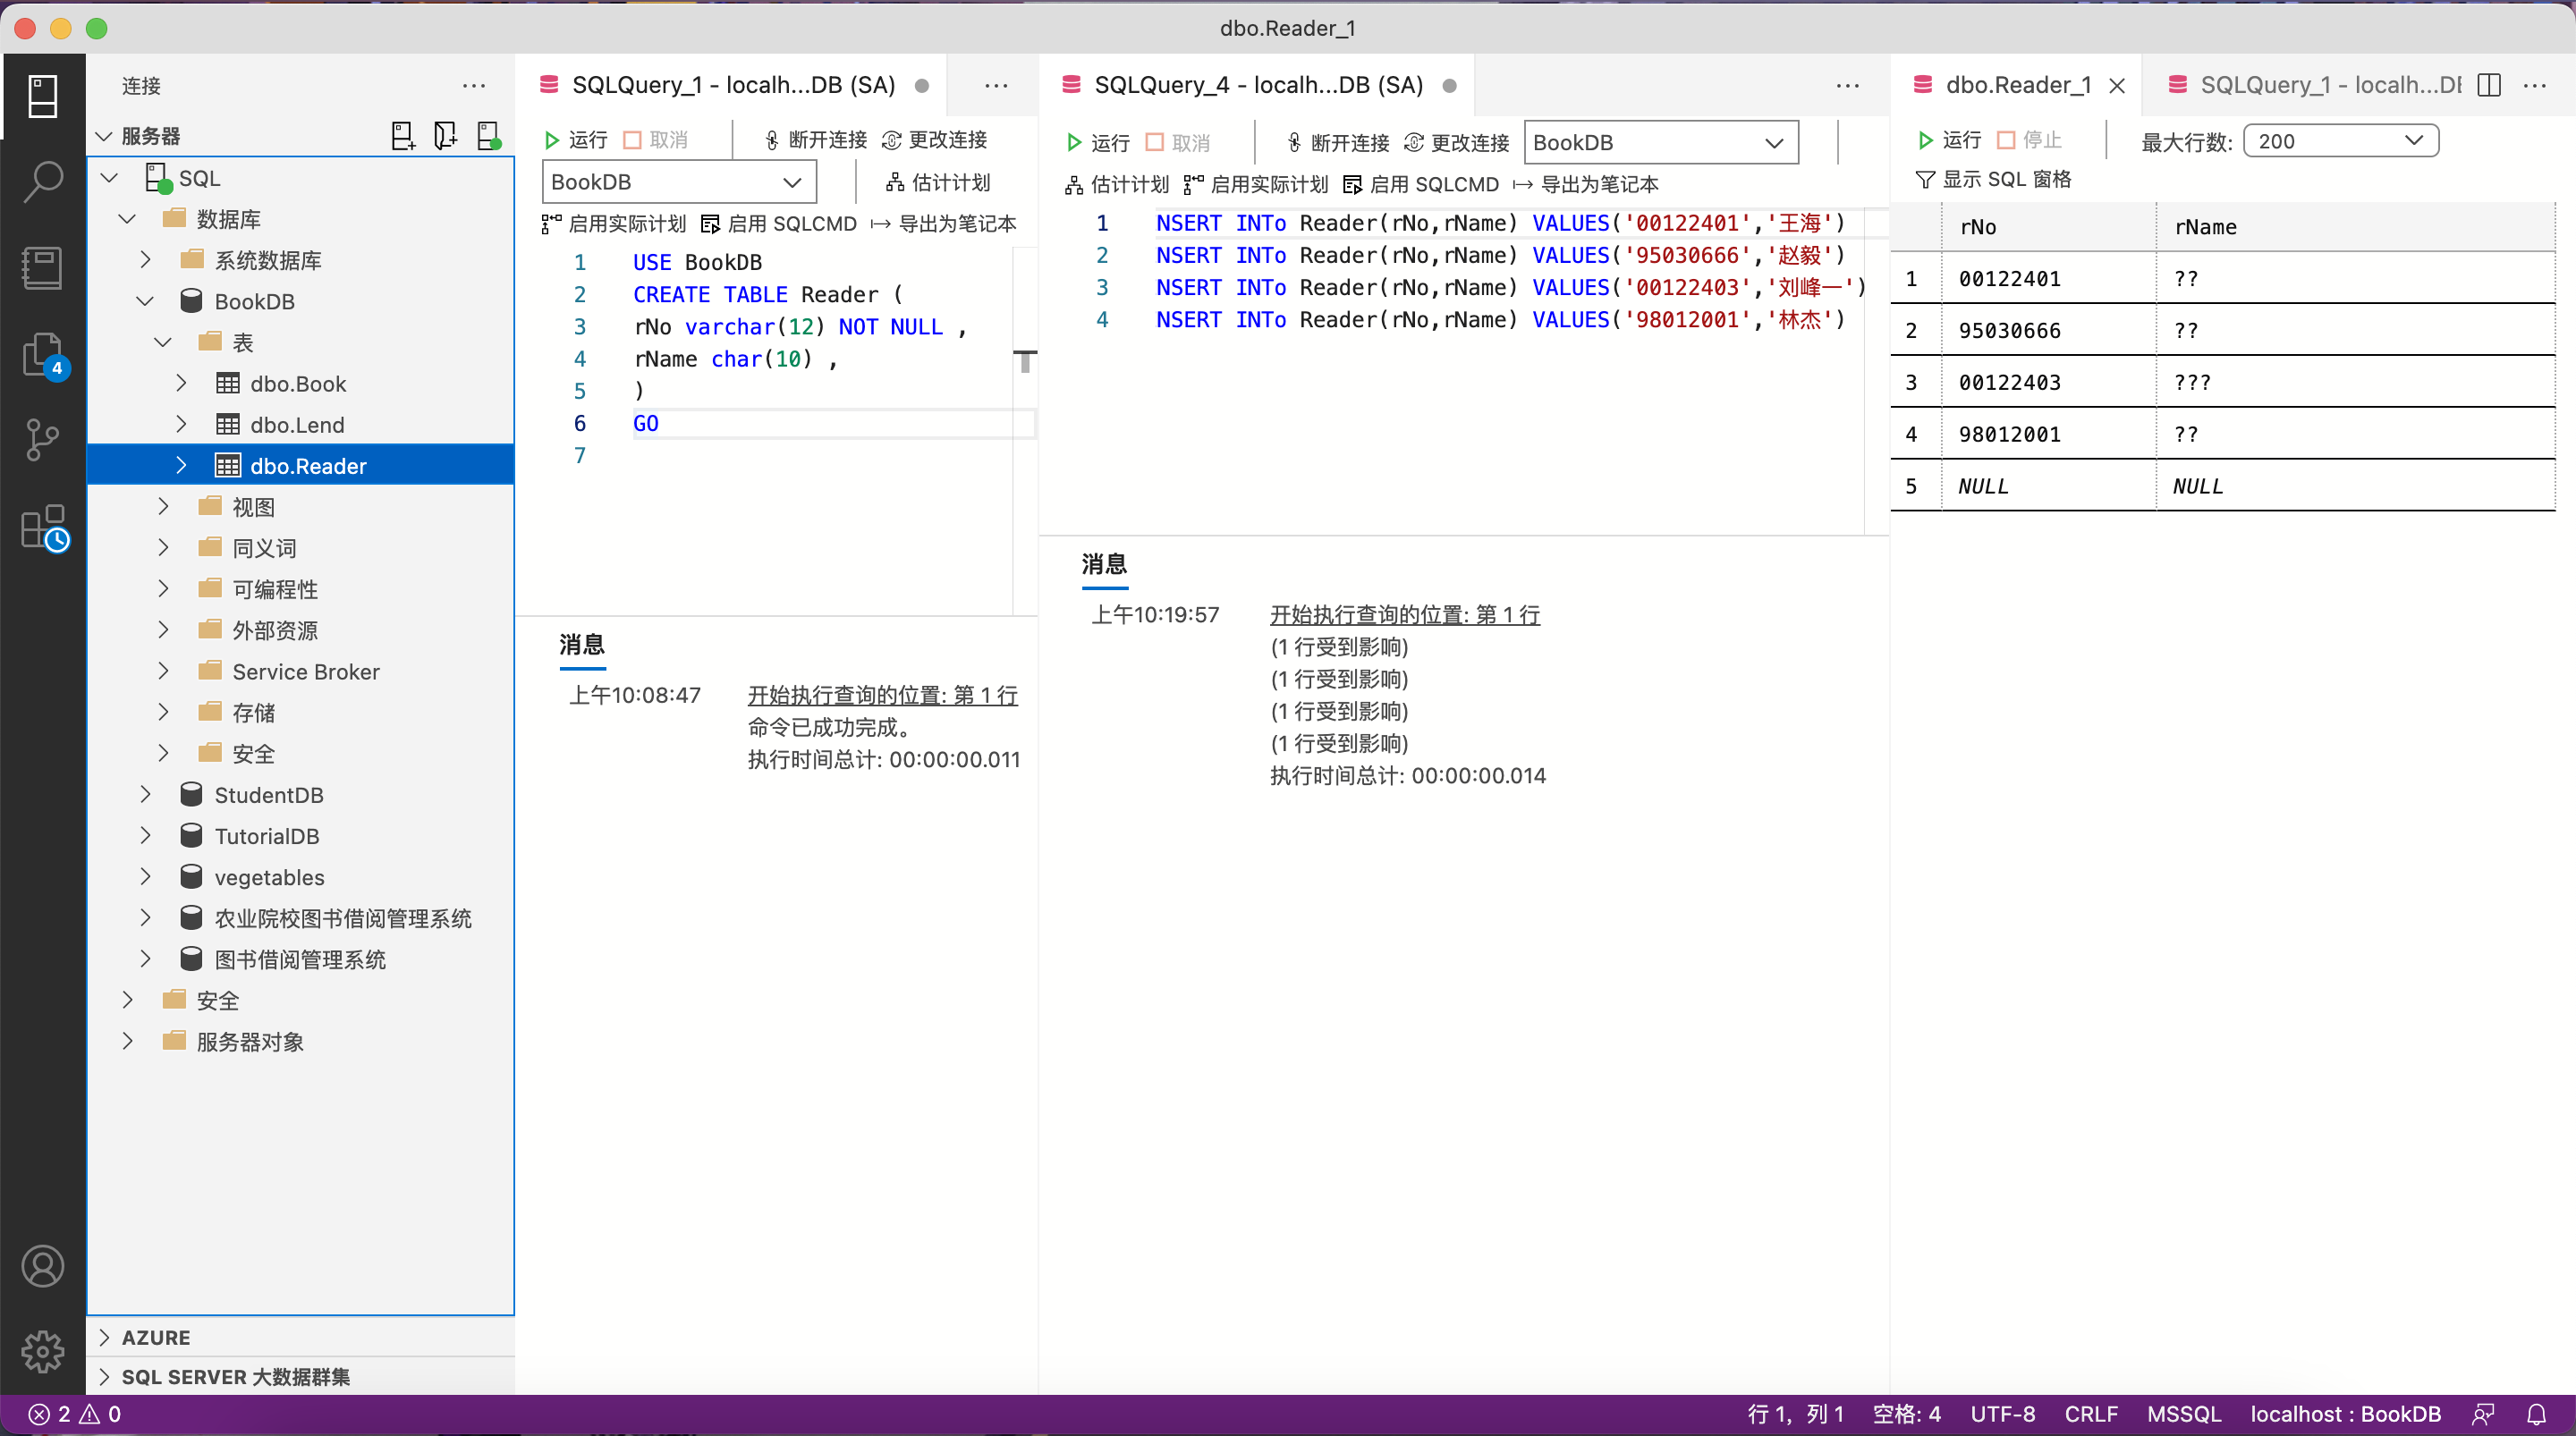 dbo.Reader_1
连接
服务器
SQL
数据库
系统数据库
BookDB
表
dbo.Book
dbo.Lend
dbo.Reader
视图
同义词
可编程性
外部资源
Service Broker
存储
安全
StudentDB
TutorialDB
vegetables
农业院校图书借阅管理系统
图书借阅管理系统
安全
服务器对象
AZURE
SQL SERVER 大数据群集
4
SQLQuery_1 - localh...DB (SA)
运行 取消 断开连接 更改连接
BookDB 估计计划
启用实际计划 启用 SQLCMD 导出为笔记本
1 USE BookDB
2 CREATE TABLE Reader (
3 rNo varchar(12) NOT NULL ,
4 rName char(10) ,
5 )
6 GO
7
消息
上午10:08:47 开始执行查询的位置: 第 1 行
命令已成功完成。
执行时间总计: 00:00:00.011
SQLQuery_4 - localh...DB (SA)
运行 取消 断开连接 更改连接 BookDB
估计计划 启用实际计划 启用 SQLCMD 导出为笔记本
1 NSERT INTo Reader(rNo,rName) VALUES('00122401','王海')
2 NSERT INTo Reader(rNo,rName) VALUES('95030666','赵毅')
3 NSERT INTo Reader(rNo,rName) VALUES('00122403','刘峰一')
4 NSERT INTo Reader(rNo,rName) VALUES('98012001','林杰')
消息
上午10:19:57 开始执行查询的位置: 第 1 行
(1 行受到影响)
(1 行受到影响)
(1 行受到影响)
(1 行受到影响)
执行时间总计: 00:00:00.014
dbo.Reader_1 SQLQuery_1 - localh...DB
运行 停止 最大行数: 200
显示 SQL 窗格
rNo rName
1 00122401 ??
2 95030666 ??
3 00122403 ???
4 98012001 ??
5 NULL NULL
2 0 行 1, 列 1 空格: 4 UTF-8 CRLF MSSQL localhost : BookDB